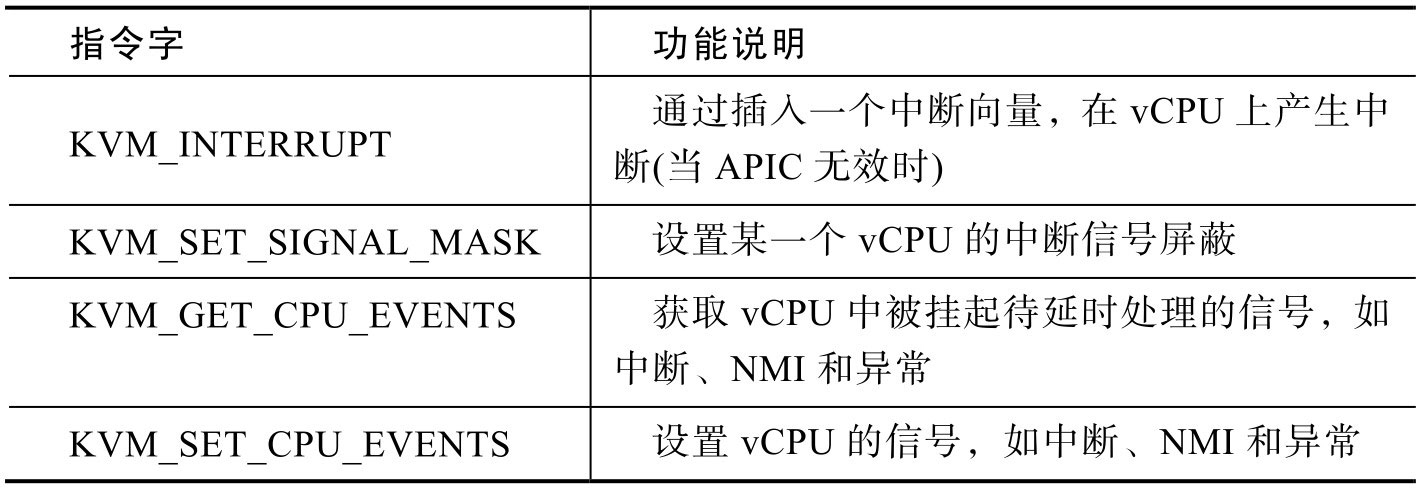 指令字 功能说明
KVM_INTERRUPT 通过插入一个中断向量，在 vCPU 上产生中
断(当 APIC 无效时)
KVM_SET_SIGNAL_MASK 设置某一个 vCPU 的中断信号屏蔽
KVM_GET_CPU_EVENTS 获取 vCPU 中被挂起待延时处理的信号，如
中断、NMI 和异常
KVM_SET_CPU_EVENTS 设置 vCPU 的信号，如中断、NMI 和异常